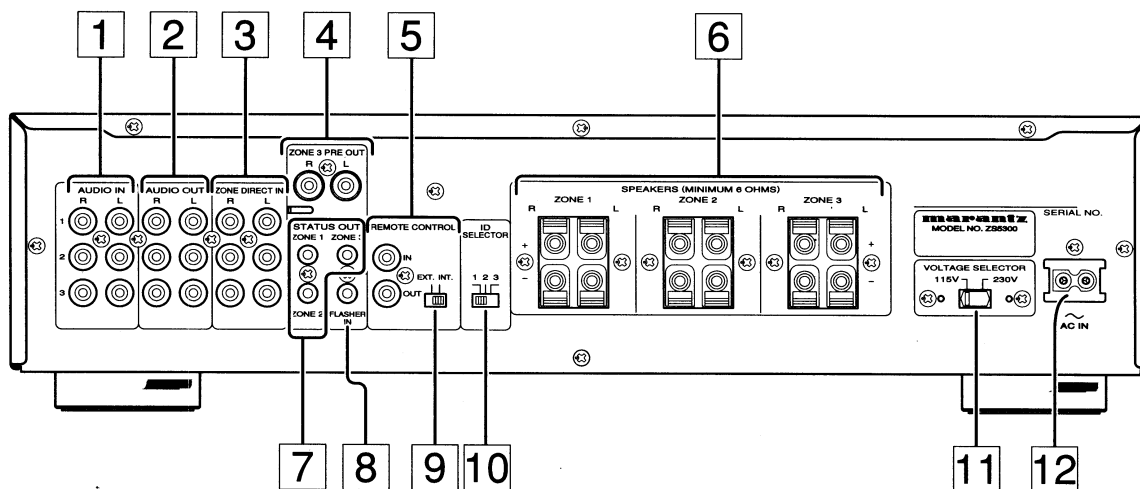 1 2 3 4 5 6
ZONE 3 PRE OUT
R L
AUDIO IN AUDIO OUT ZONE DIRECT IN
R L R L R L
1
2
3
STATUS OUT
ZONE 1 ZONE 3
ZONE 2 FLASHER IN
REMOTE CONTROL
IN
OUT
EXT. INT.
ID SELECTOR
1 2 3
SPEAKERS (MINIMUM 6 OHMS)
R ZONE 1 L R ZONE 2 L R ZONE 3 L
+ +
− −
marantz
MODEL NO. ZS5300
SERIAL NO.
VOLTAGE SELECTOR
115V 230V
~
AC IN
7 8 9 10 11 12